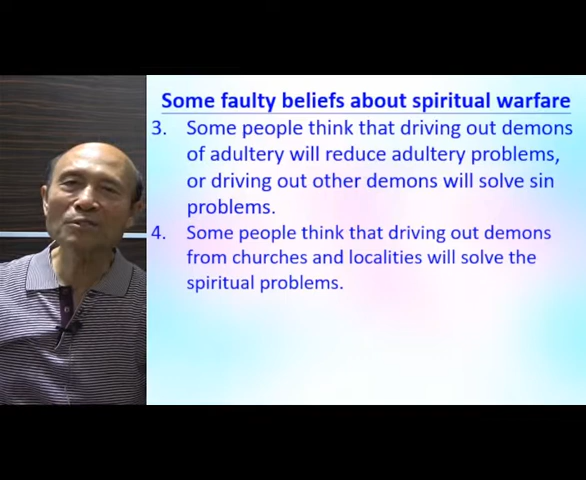 Some faulty beliefs about spiritual warfare
3. Some people think that driving out demons
of adultery will reduce adultery problems,
or driving out other demons will solve sin
problems.
4. Some people think that driving out demons
from churches and localities will solve the
spiritual problems.